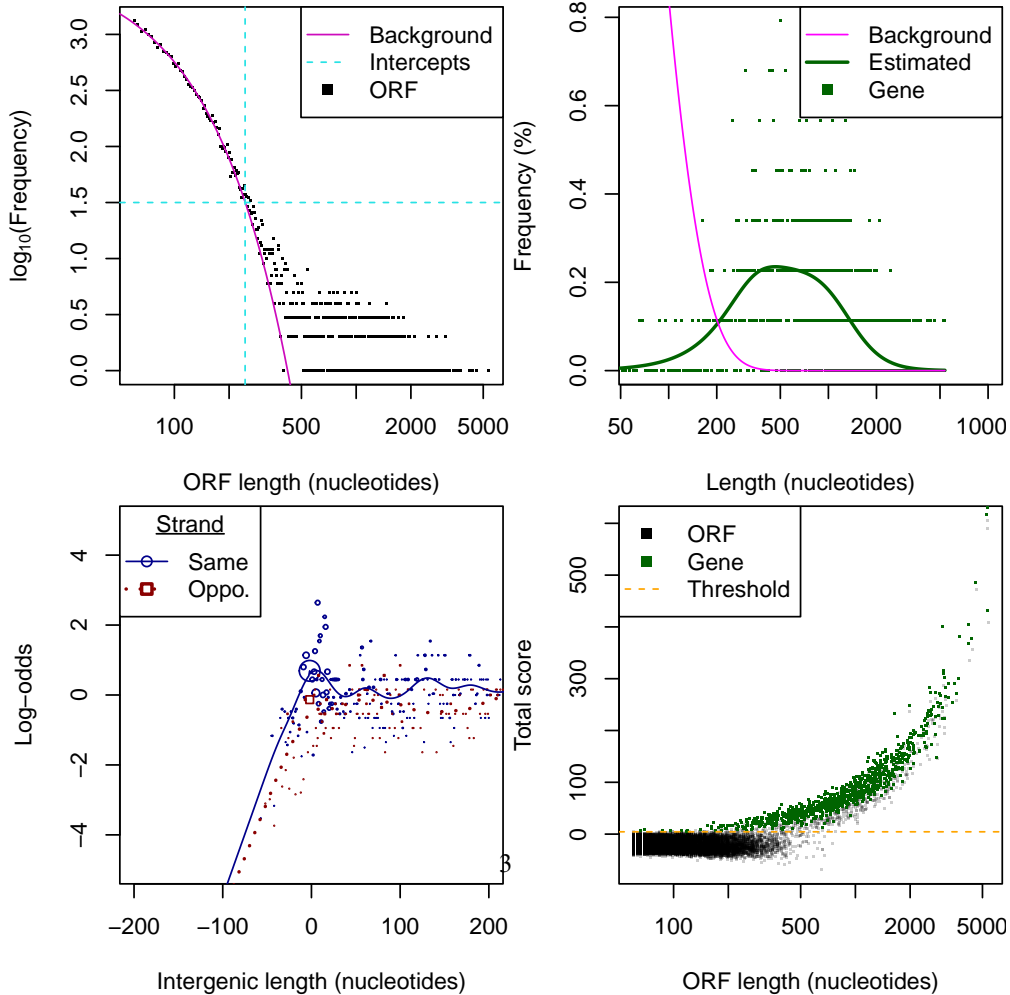 log₁₀(Frequency)
3.0
2.5
2.0
1.5
1.0
0.5
0.0
Background
Intercepts
ORF
100 500 2000 5000
ORF length (nucleotides)
Frequency (%)
0.8
0.6
0.4
0.2
0.0
Background
Estimated
Gene
50 200 500 2000 1000
Length (nucleotides)
Log−odds
4
2
0
−2
−4
Strand
Same
Oppo.
3
−200 −100 0 100 200
Intergenic length (nucleotides)
Total score
500
300
100
0
ORF
Gene
Threshold
100 500 2000 5000
ORF length (nucleotides)